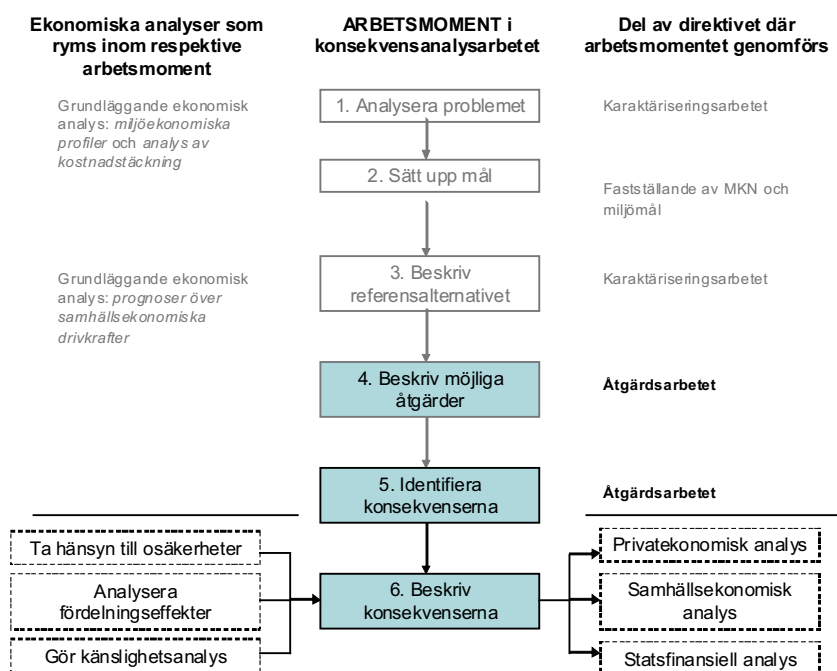 Ekonomiska analyser som
ryms inom respektive
arbetsmoment
ARBETSMOMENT i
konsekvensanalysarbetet
Del av direktivet där
arbetsmomentet genomförs
Grundläggande ekonomisk
analys: miljöekonomiska
profiler och analys av
kostnadstäckning
1. Analysera problemet
Karaktäriseringsarbetet
2. Sätt upp mål
Fastställande av MKN och
miljömål
Grundläggande ekonomisk
analys: prognoser över
samhällsekonomiska
drivkrafter
3. Beskriv
referensalternativet
Karaktäriseringsarbetet
4. Beskriv möjliga
åtgärder
Åtgärdsarbetet
5. Identifiera
konsekvenserna
Åtgärdsarbetet
Ta hänsyn till osäkerheter
Analysera
fördelningseffekter
Gör känslighetsanalys
6. Beskriv
konsekvenserna
Privatekonomisk analys
Samhällsekonomisk
analys
Statsfinansiell analys